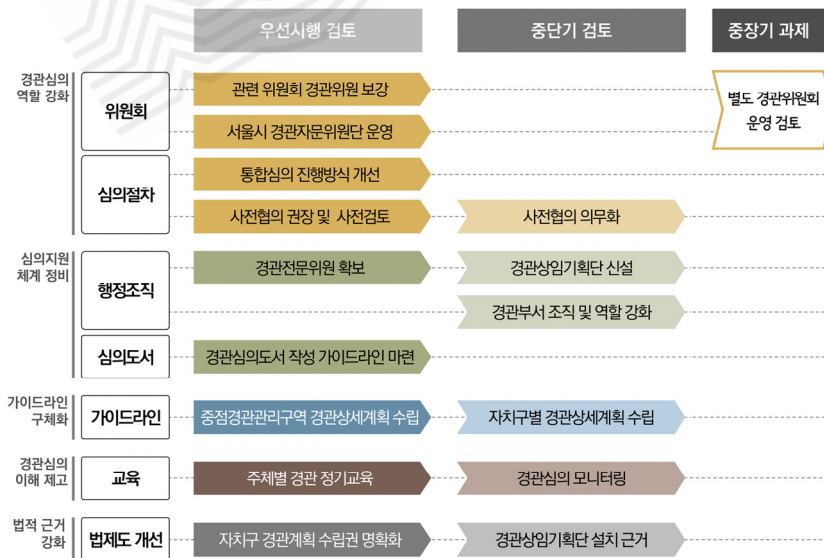 우선시행 검토
중단기 검토
중장기 과제
경관심의
역할 강화
위원회
관련 위원회 경관위원 보강
별도 경관위원회
운영 검토
서울시 경관자문위원단 운영
심의절차
통합심의 진행방식 개선
사전협의 권장 및 사전검토
사전협의 의무화
심의지원
체계 정비
행정조직
경관전문위원 확보
경관상임기획단 신설
경관부서 조직 및 역할 강화
심의도서
경관심의도서 작성 가이드라인 마련
가이드라인
구체화
가이드라인
중점경관관리구역 경관상세계획 수립
자치구별 경관상세계획 수립
경관심의
이해 제고
교육
주체별 경관 정기교육
경관심의 모니터링
법적 근거
강화
법제도 개선
자치구 경관계획 수립권 명확화
경관상임기획단 설치 근거